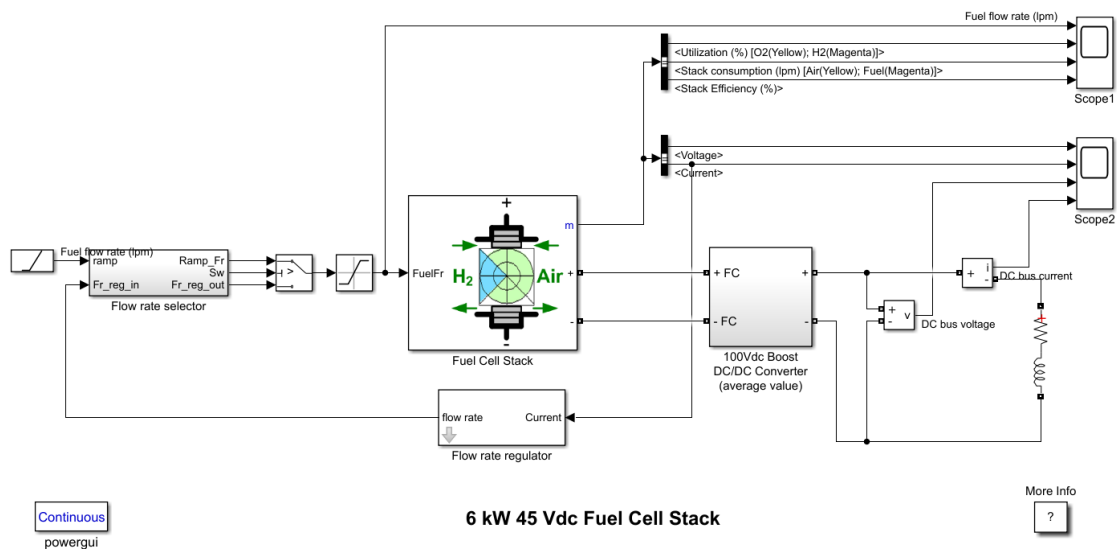 Fuel flow rate (lpm)
<Utilization (%) [O2(Yellow); H2(Magenta)]>
<Stack consumption (lpm) [Air(Yellow; Fuel(Magenta)]>
<Stack Efficiency (%)>
Scope1
<Voltage>
<Current>
Scope2
Fuel flow rate (lpm)
ramp
Fr_reg_in
Ramp_Fr
Sw
Fr_reg_out
Flow rate selector
>
FuelFr
+
m
H2
Air
+
-
-
Fuel Cell Stack
+ FC
- FC
+
-
100Vdc Boost
DC/DC Converter
(average value)
+
-
i
DC bus current
+
-
v
DC bus voltage
+
flow rate
Current
Flow rate regulator
Continuous
powergui
6 kW 45 Vdc Fuel Cell Stack
More Info
?